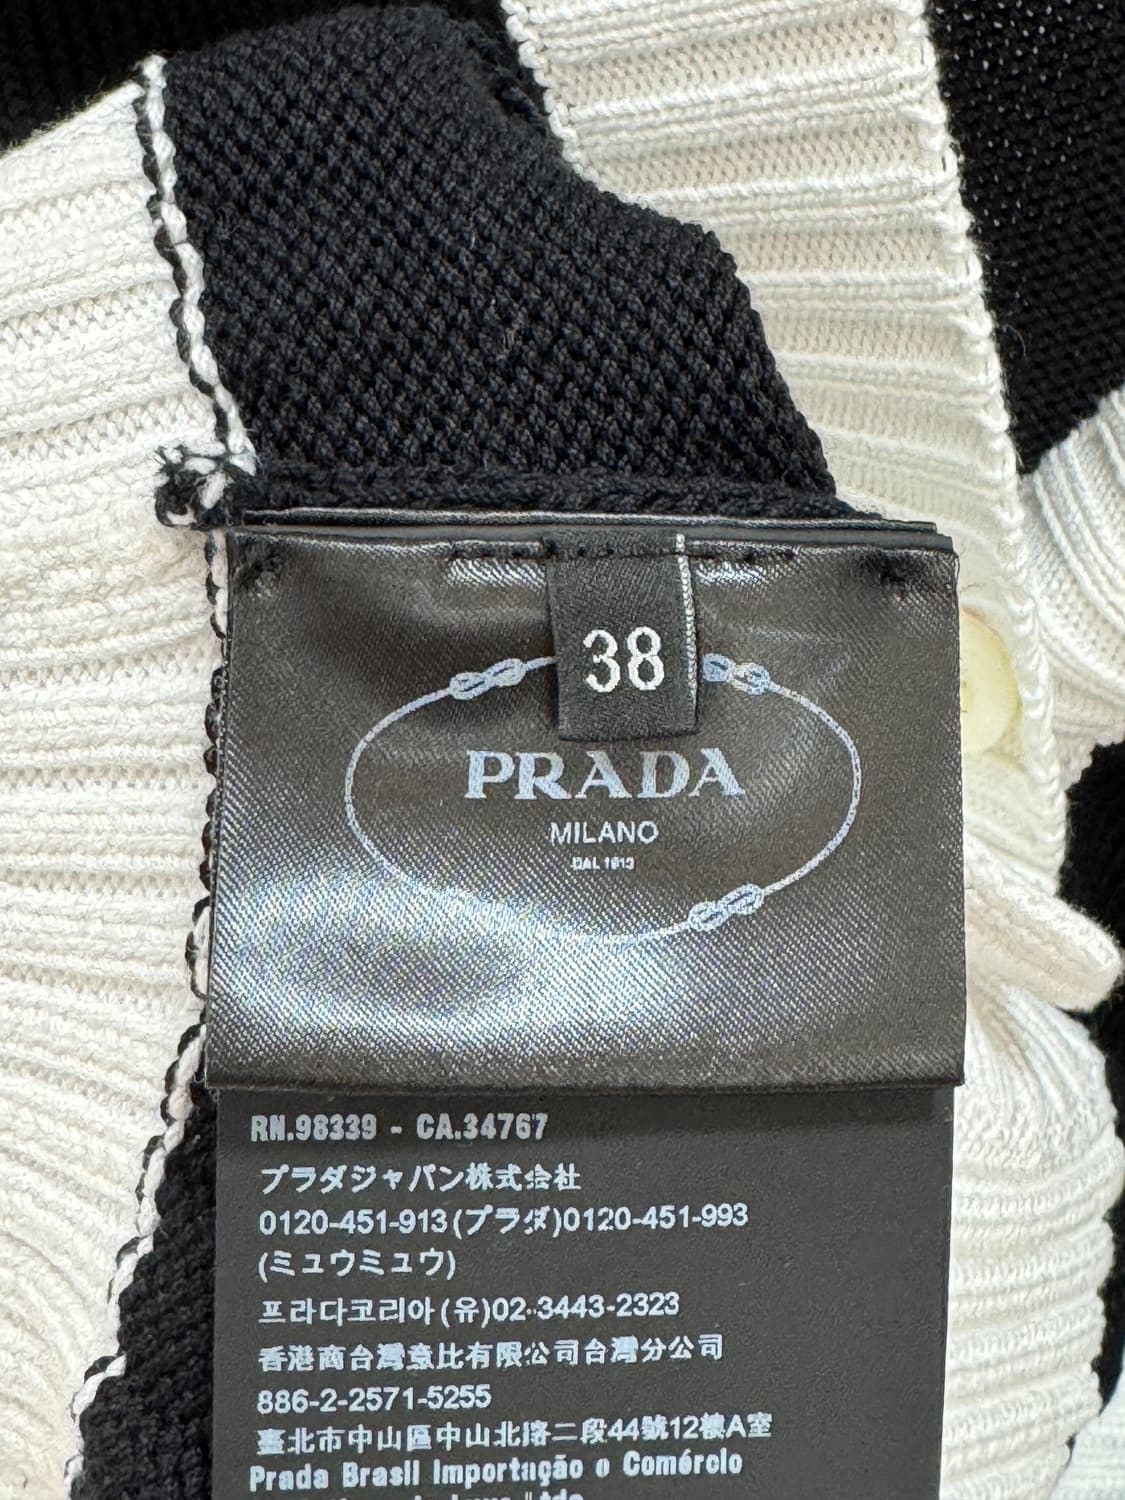 38
PRADA
MILANO
DAL 1913
RN.98339 - CA.34767
プラダジャパン株式会社
0120-451-913(プラダ)0120-451-993
(ミュウミュウ)
프라다코리아(유)02-3443-2323
香港商台灣意比有限公司台灣分公司
886-2-2571-5255
臺北市中山區中山北路二段44號12樓A室
Prada Brasil Importação e Comércio